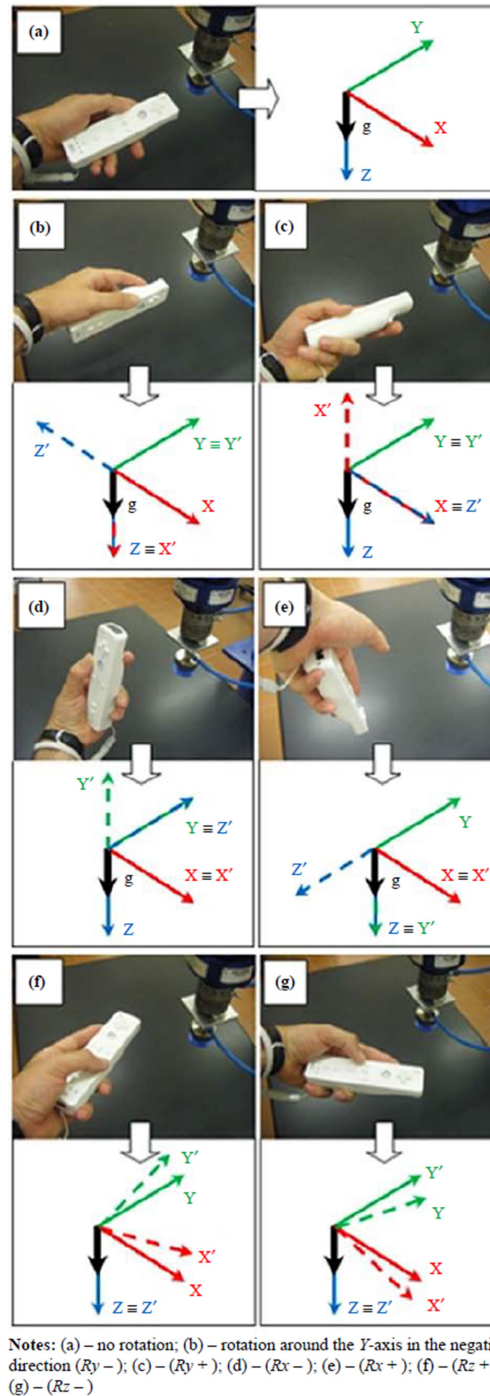 (a)
Y
g
X
Z
(b)
(c)
Z′
Y ≡ Y′
X
g
Z ≡ X′
X′
Y ≡ Y′
X ≡ Z′
g
Z
(d)
(e)
Y′
Y ≡ Z′
X ≡ X′
g
Z
Y
Z′
X ≡ X′
g
Z ≡ Y′
(f)
(g)
Y′
Y
X′
X
Z ≡ Z′
Y′
Y
X
X′
Z ≡ Z′
Notes: (a) – no rotation; (b) – rotation around the Y-axis in the negati
direction (Ry –); (c) – (Ry +); (d) – (Rx –); (e) – (Rx +); (f) – (Rz +
(g) – (Rz –)